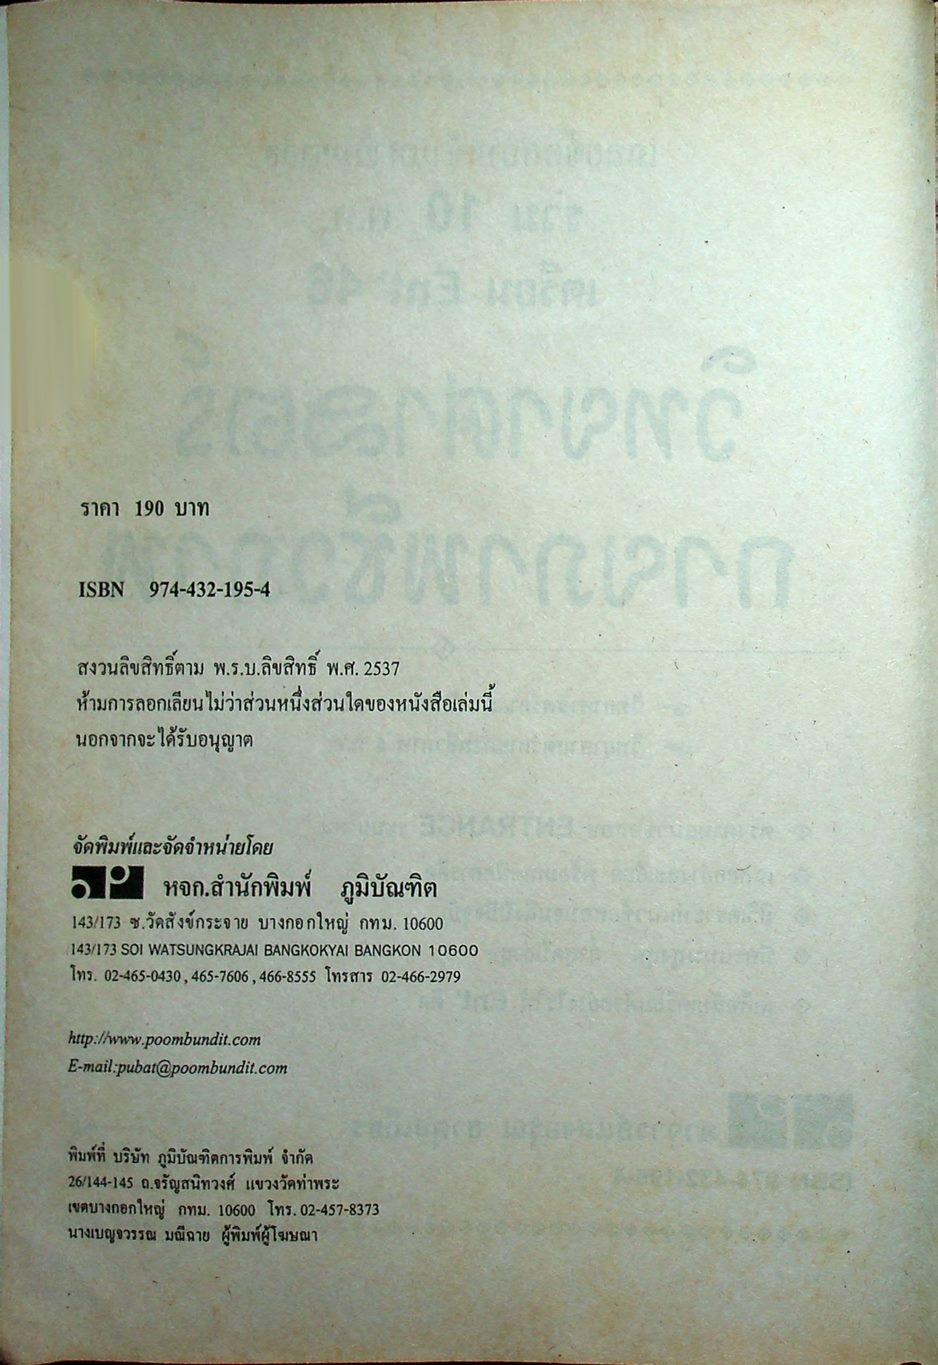 ราคา 190 บาท
ISBN 974-432-195-4
สงวนลิขสิทธิ์ตาม พ.ร.บ.ลิขสิทธิ์ พ.ศ. 2537
ห้ามการลอกเลียนไม่ว่าส่วนหนึ่งส่วนใดของหนังสือเล่มนี้
นอกจากจะได้รับอนุญาต
จัดพิมพ์และจัดจำหน่ายโดย
หจก.สำนักพิมพ์ ภูมิบัณฑิต
143/173 ซ.วัดสังข์กระจาย บางกอกใหญ่ กทม. 10600
143/173 SOI WATSUNGKRAJAI BANGKOKYAI BANGKON 10600
โทร. 02-465-0430, 465-7606, 466-8555 โทรสาร 02-466-2979
http://www.poombundit.com
E-mail:pubat@poombundit.com
พิมพ์ที่ บริษัท ภูมิบัณฑิตการพิมพ์ จำกัด
26/144-145 ถ.จรัญสนิทวงศ์ แขวงวัดท่าพระ
เขตบางกอกใหญ่ กทม. 10600 โทร. 02-457-8373
นางเบญจวรรณ มณีฉาย ผู้พิมพ์ผู้โฆษณา